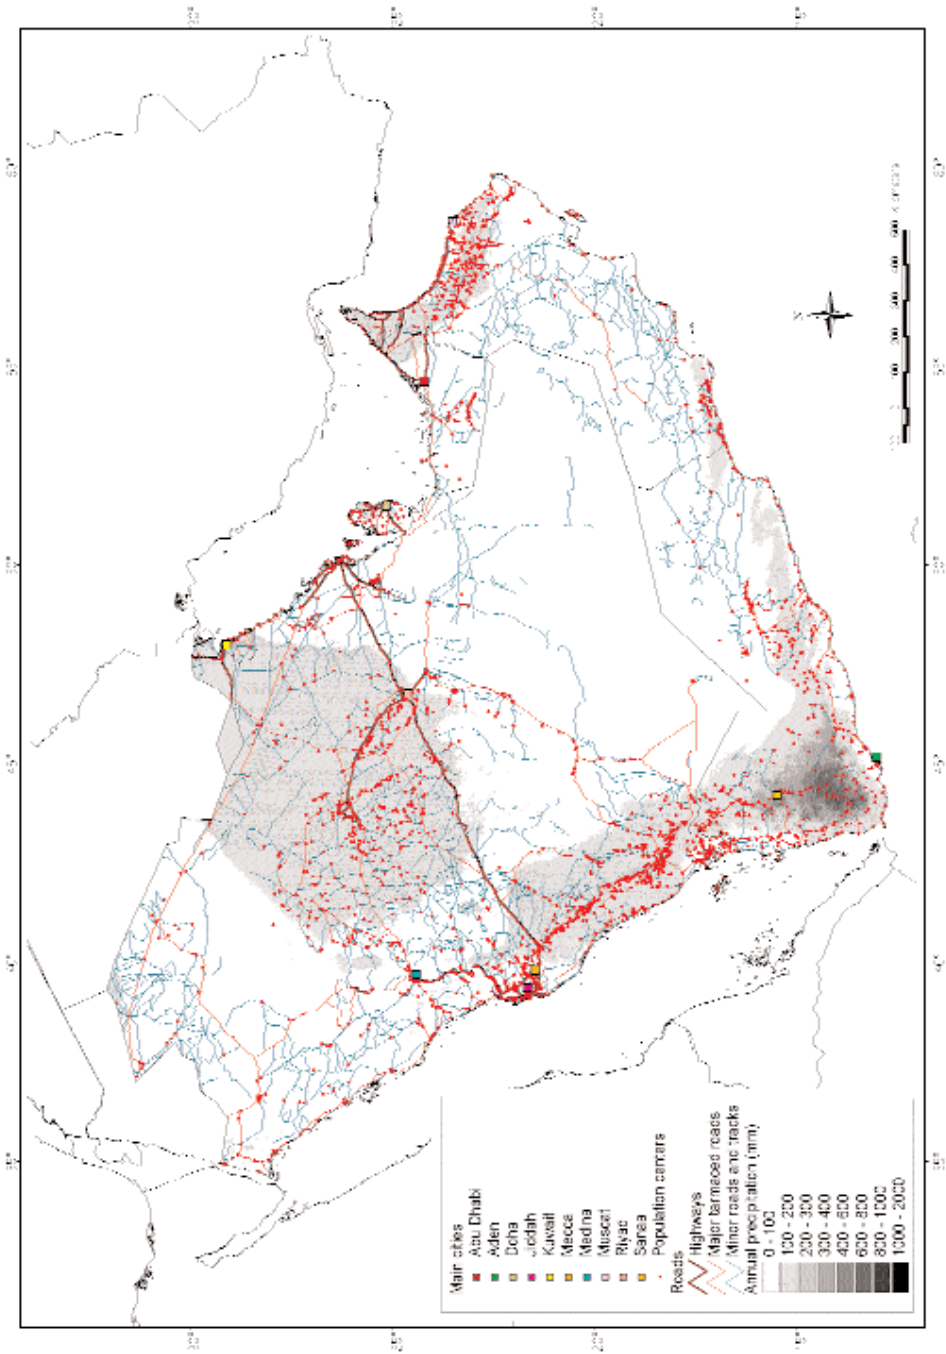 Main cities
Abu Dhabi
Aden
Doha
Jiddah
Kuwait
Mecca
Medina
Muscat
Riyad
Sanaa
Population centers
Roads
Highways
Major tarmaced roads
Minor roads and tracks
Annual precipitation (mm)
0 - 100
100 - 200
200 - 300
300 - 400
400 - 600
600 - 800
800 - 1000
1000 - 2000
N